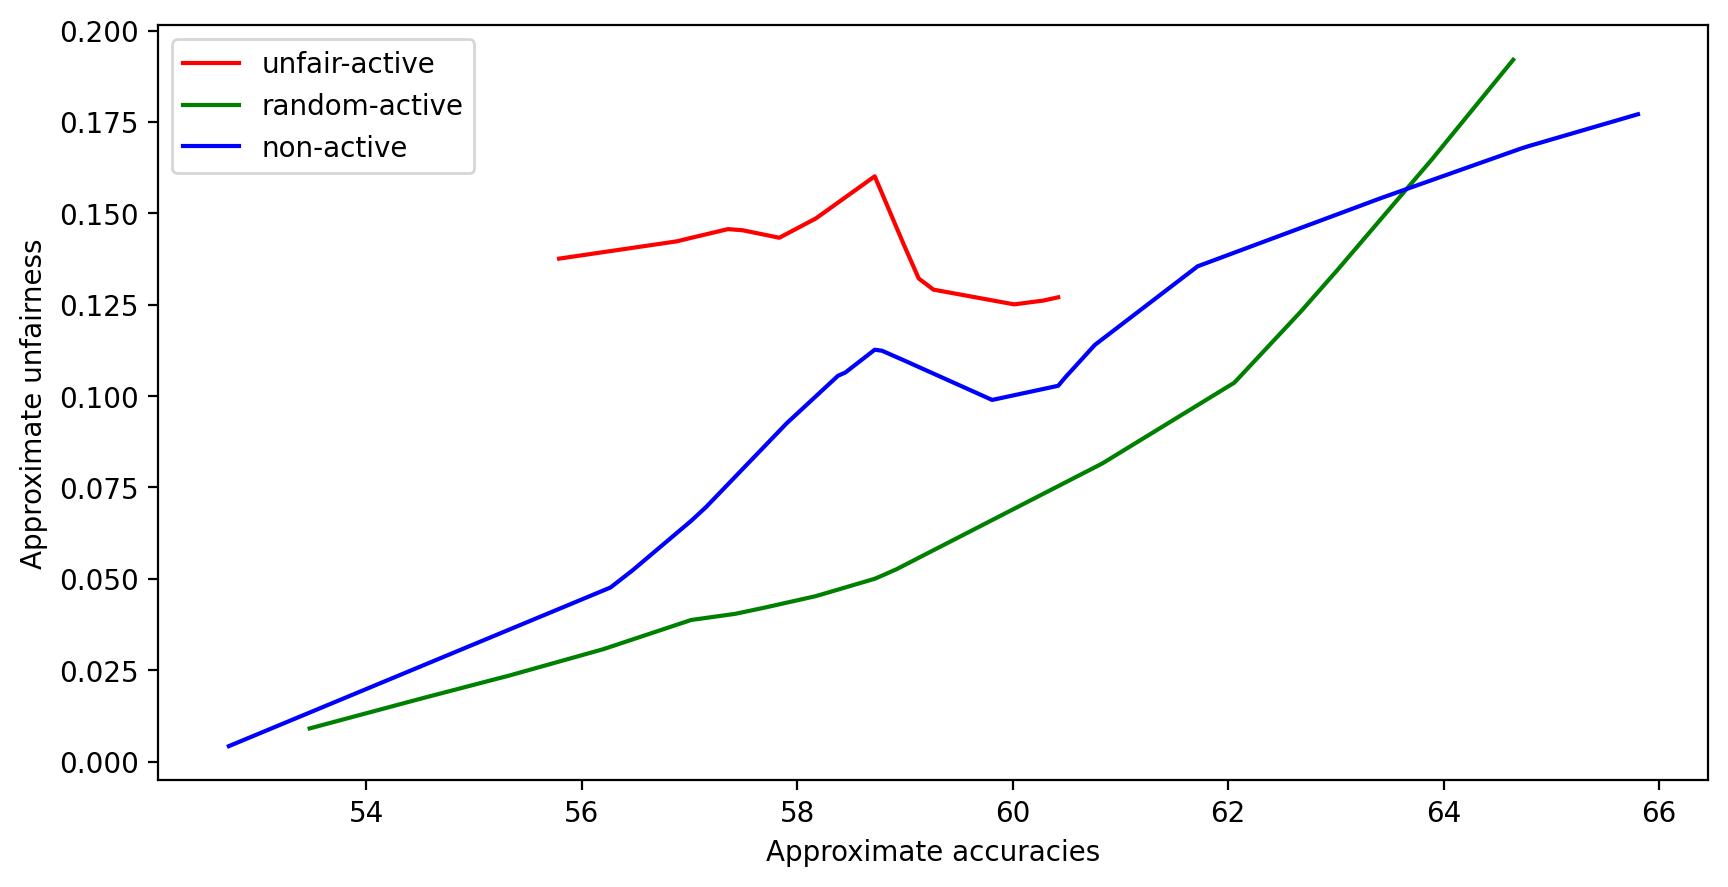 unfair-active
random-active
non-active
0.200
0.175
0.150
0.125
0.100
0.075
0.050
0.025
0.000
Approximate unfairness
54 56 58 60 62 64 66
Approximate accuracies